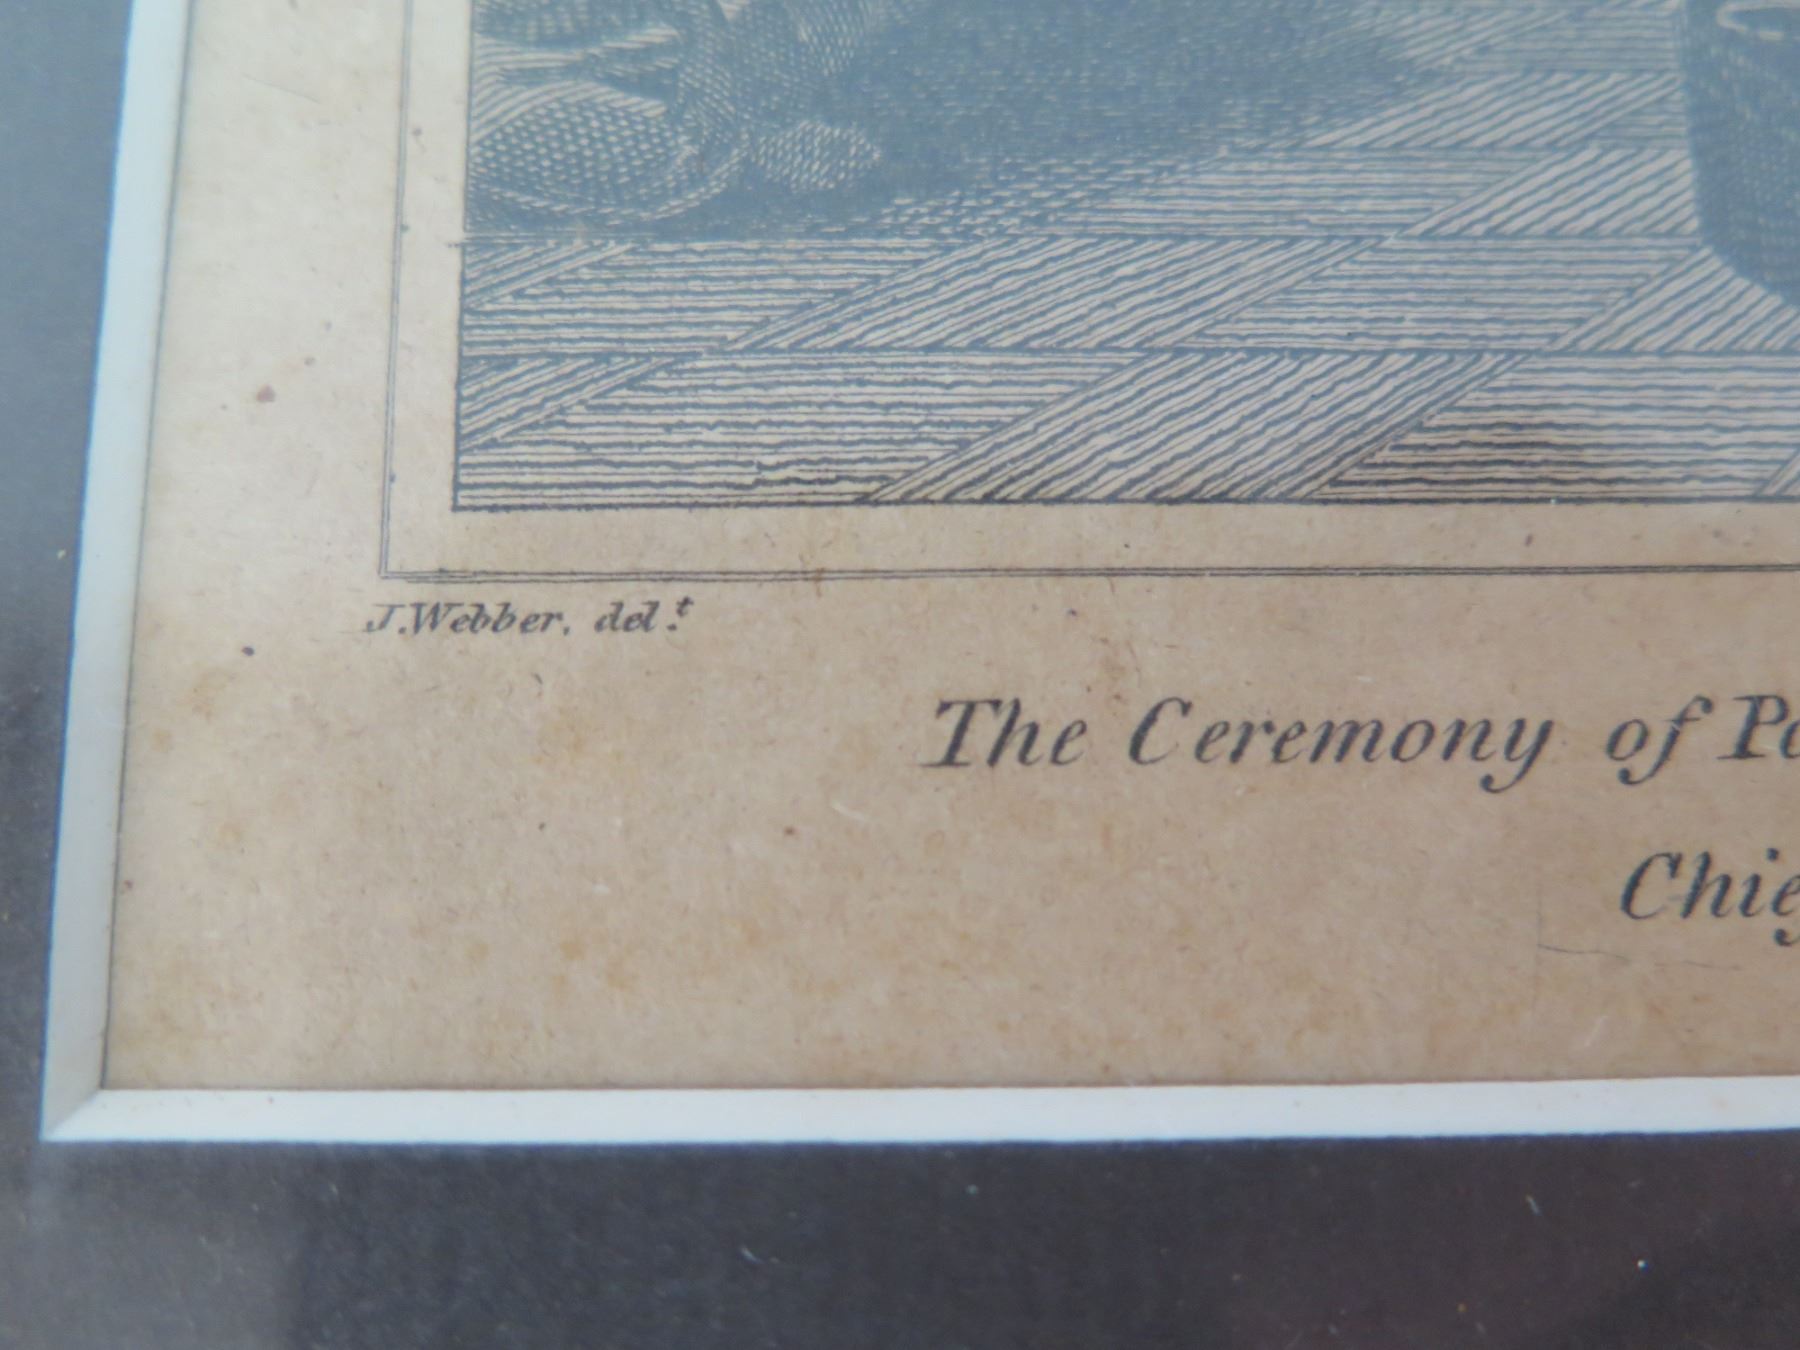 J. Webber, del.t
The Ceremony of